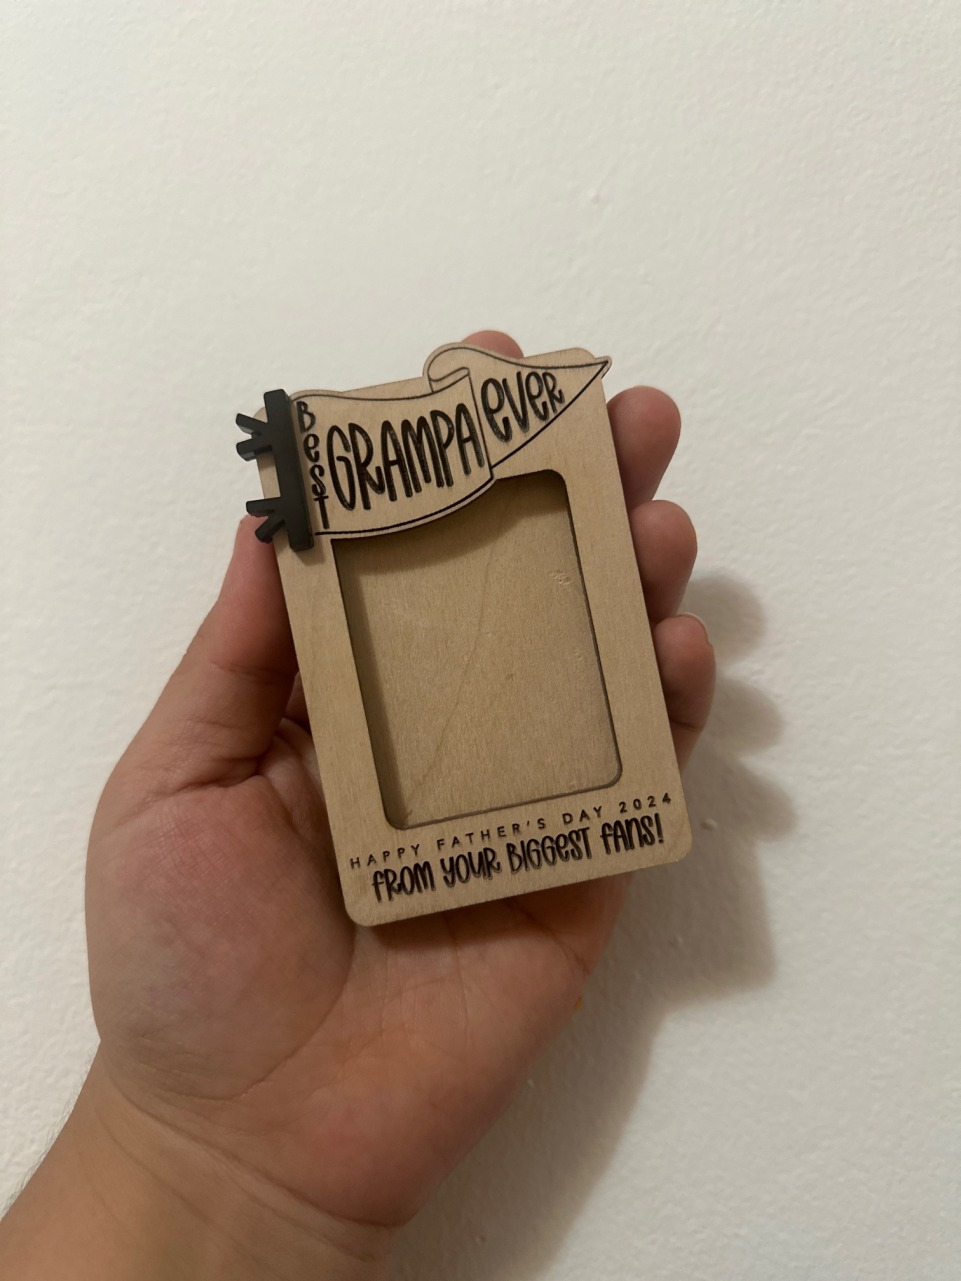 BeST
GRAMPA
eVeR
HAPPY FATHER'S DAY 2024
fROM YOUR BIGGeST fANS!